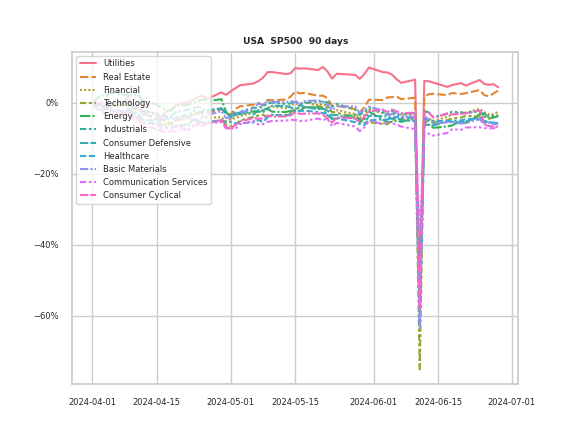 USA SP500 90 days
Utilities
Real Estate
Financial
Technology
Energy
Industrials
Consumer Defensive
Healthcare
Basic Materials
Communication Services
Consumer Cyclical
0%
−20%
−40%
−60%
2024-04-01 2024-04-15 2024-05-01 2024-05-15 2024-06-01 2024-06-15 2024-07-01